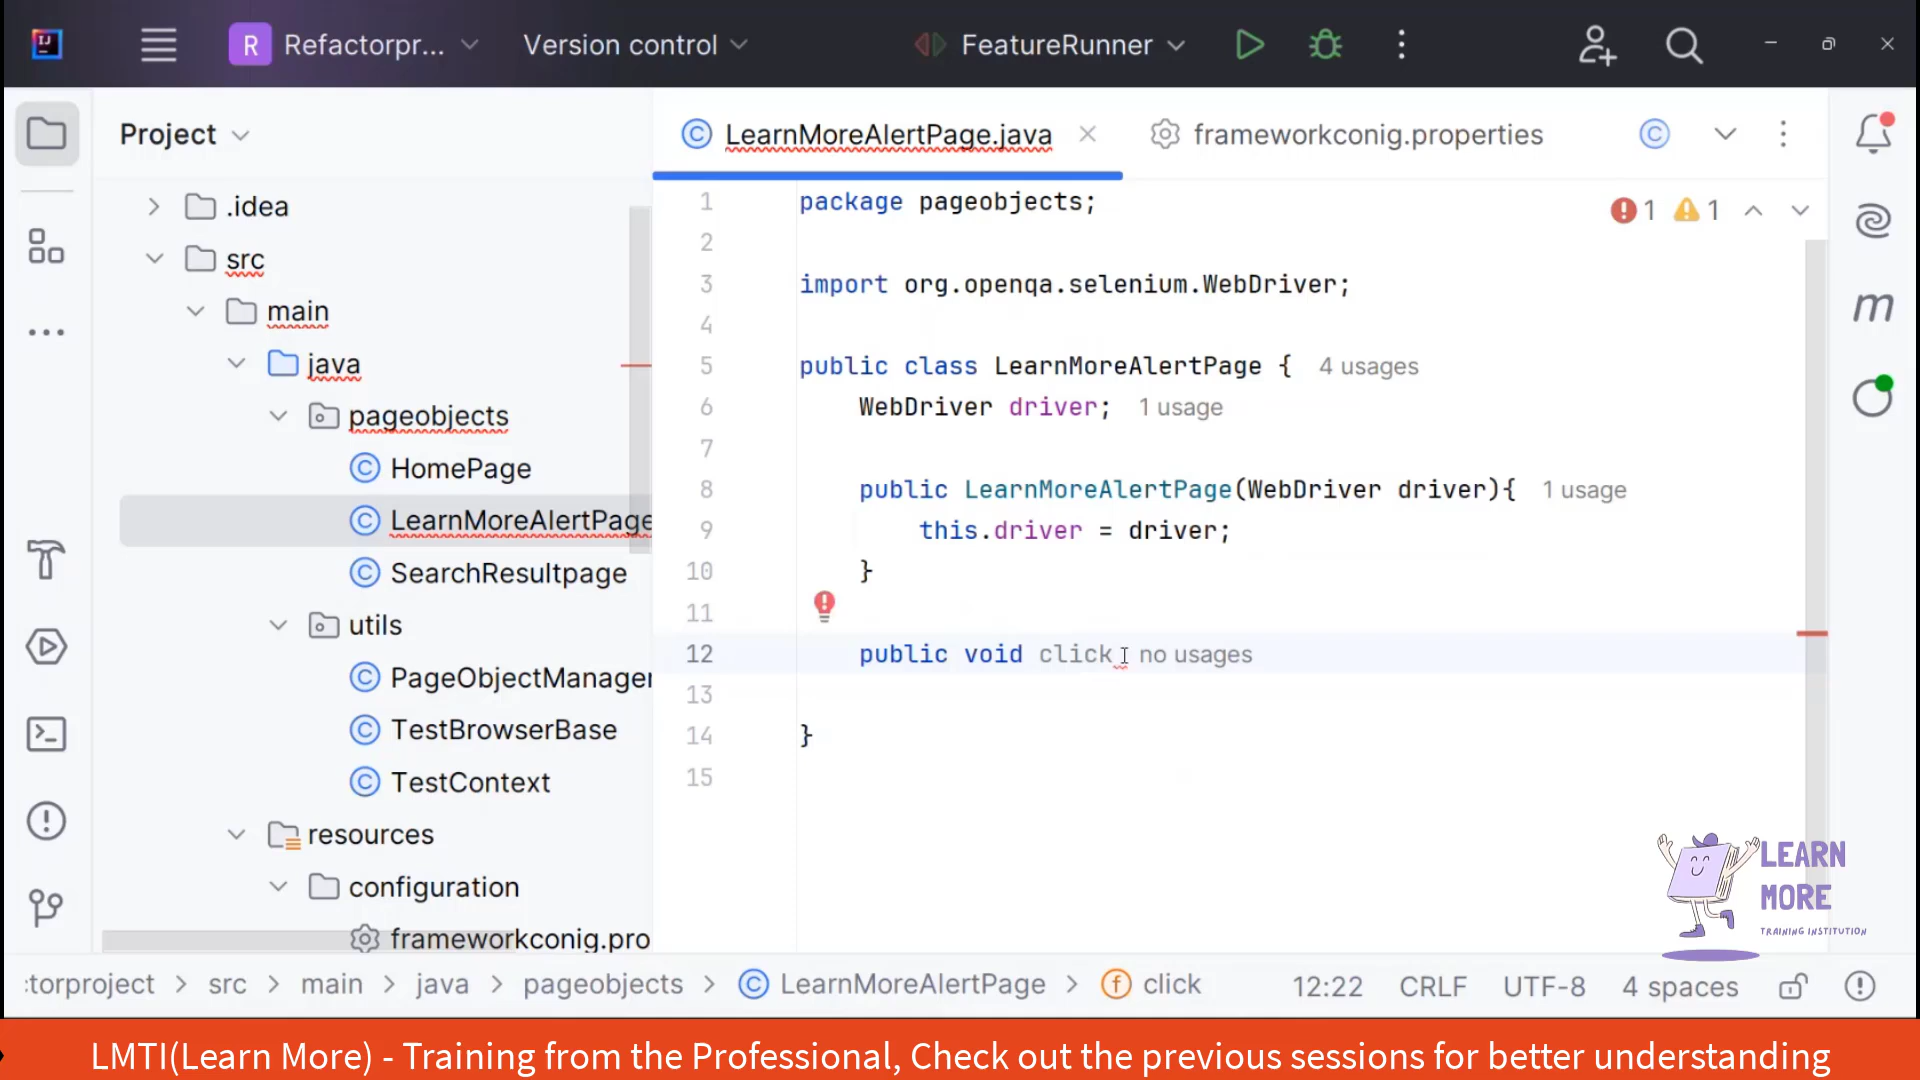 R Refactorpr... Version control FeatureRunner
Project
LearnMoreAlertPage.java frameworkconig.properties
.idea
src
main
java
pageobjects
HomePage
LearnMoreAlertPage
SearchResultpage
utils
PageObjectManager
TestBrowserBase
TestContext
resources
configuration
frameworkconig.pro
1 1
1 package pageobjects;
2
3 import org.openqa.selenium.WebDriver;
4
5 public class LearnMoreAlertPage { 4 usages
6 WebDriver driver; 1 usage
7
8 public LearnMoreAlertPage(WebDriver driver){ 1 usage
9 this.driver = driver;
10 }
11
12 public void click no usages
13
14 }
15
LEARN
MORE
TRAINING INSTITUTION
:torproject > src > main > java > pageobjects > LearnMoreAlertPage > click 12:22 CRLF UTF-8 4 spaces
LMTI(Learn More) - Training from the Professional, Check out the previous sessions for better understanding